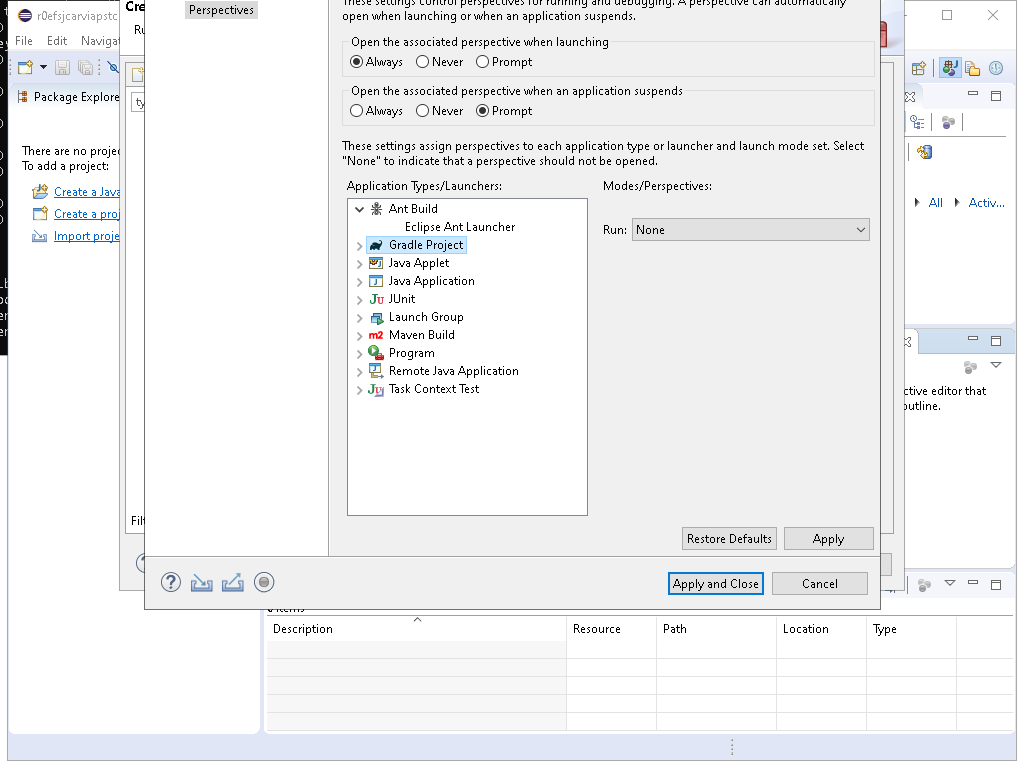 r0efsjcarviapstc
Cre
Perspectives
These settings control perspectives for running and debugging. A perspective can automatically
open when launching or when an application suspends.
File Edit Navigat
Ru
Open the associated perspective when launching
Always Never Prompt
Open the associated perspective when an application suspends
Always Never Prompt
Package Explore
ty
These settings assign perspectives to each application type or launcher and launch mode set. Select
"None" to indicate that a perspective should not be opened.
There are no projec
To add a project:
Create a Java
Create a proj
Import proje
Application Types/Launchers:
Modes/Perspectives:
Ant Build
Eclipse Ant Launcher
Gradle Project
Java Applet
Java Application
JUnit
Launch Group
m2 Maven Build
Program
Remote Java Application
Task Context Test
Run: None
All Activ...
ctive editor that
outline.
Filt
Restore Defaults Apply
Apply and Close Cancel
items
Description Resource Path Location Type